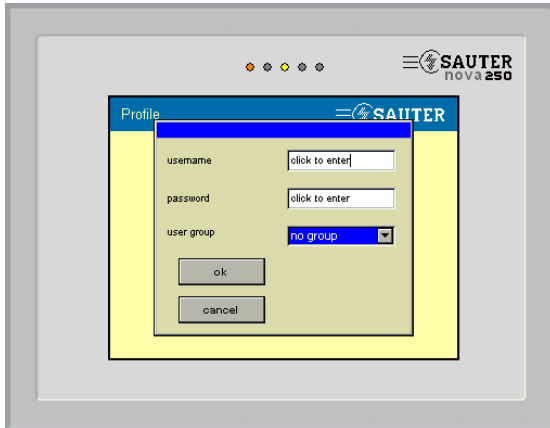 SAUTER
nova 250
Profile
SAUTER
username
click to enter
password
click to enter
user group
no group
ok
cancel